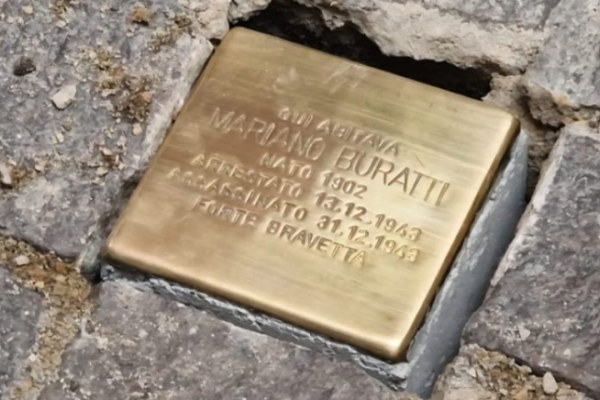 QUI ABITAVA
MARIANO BURATTI
NATO 1902
ARRESTATO 13.12.1943
ASSASSINATO 31.12.1943
FORTE BRAVETTA